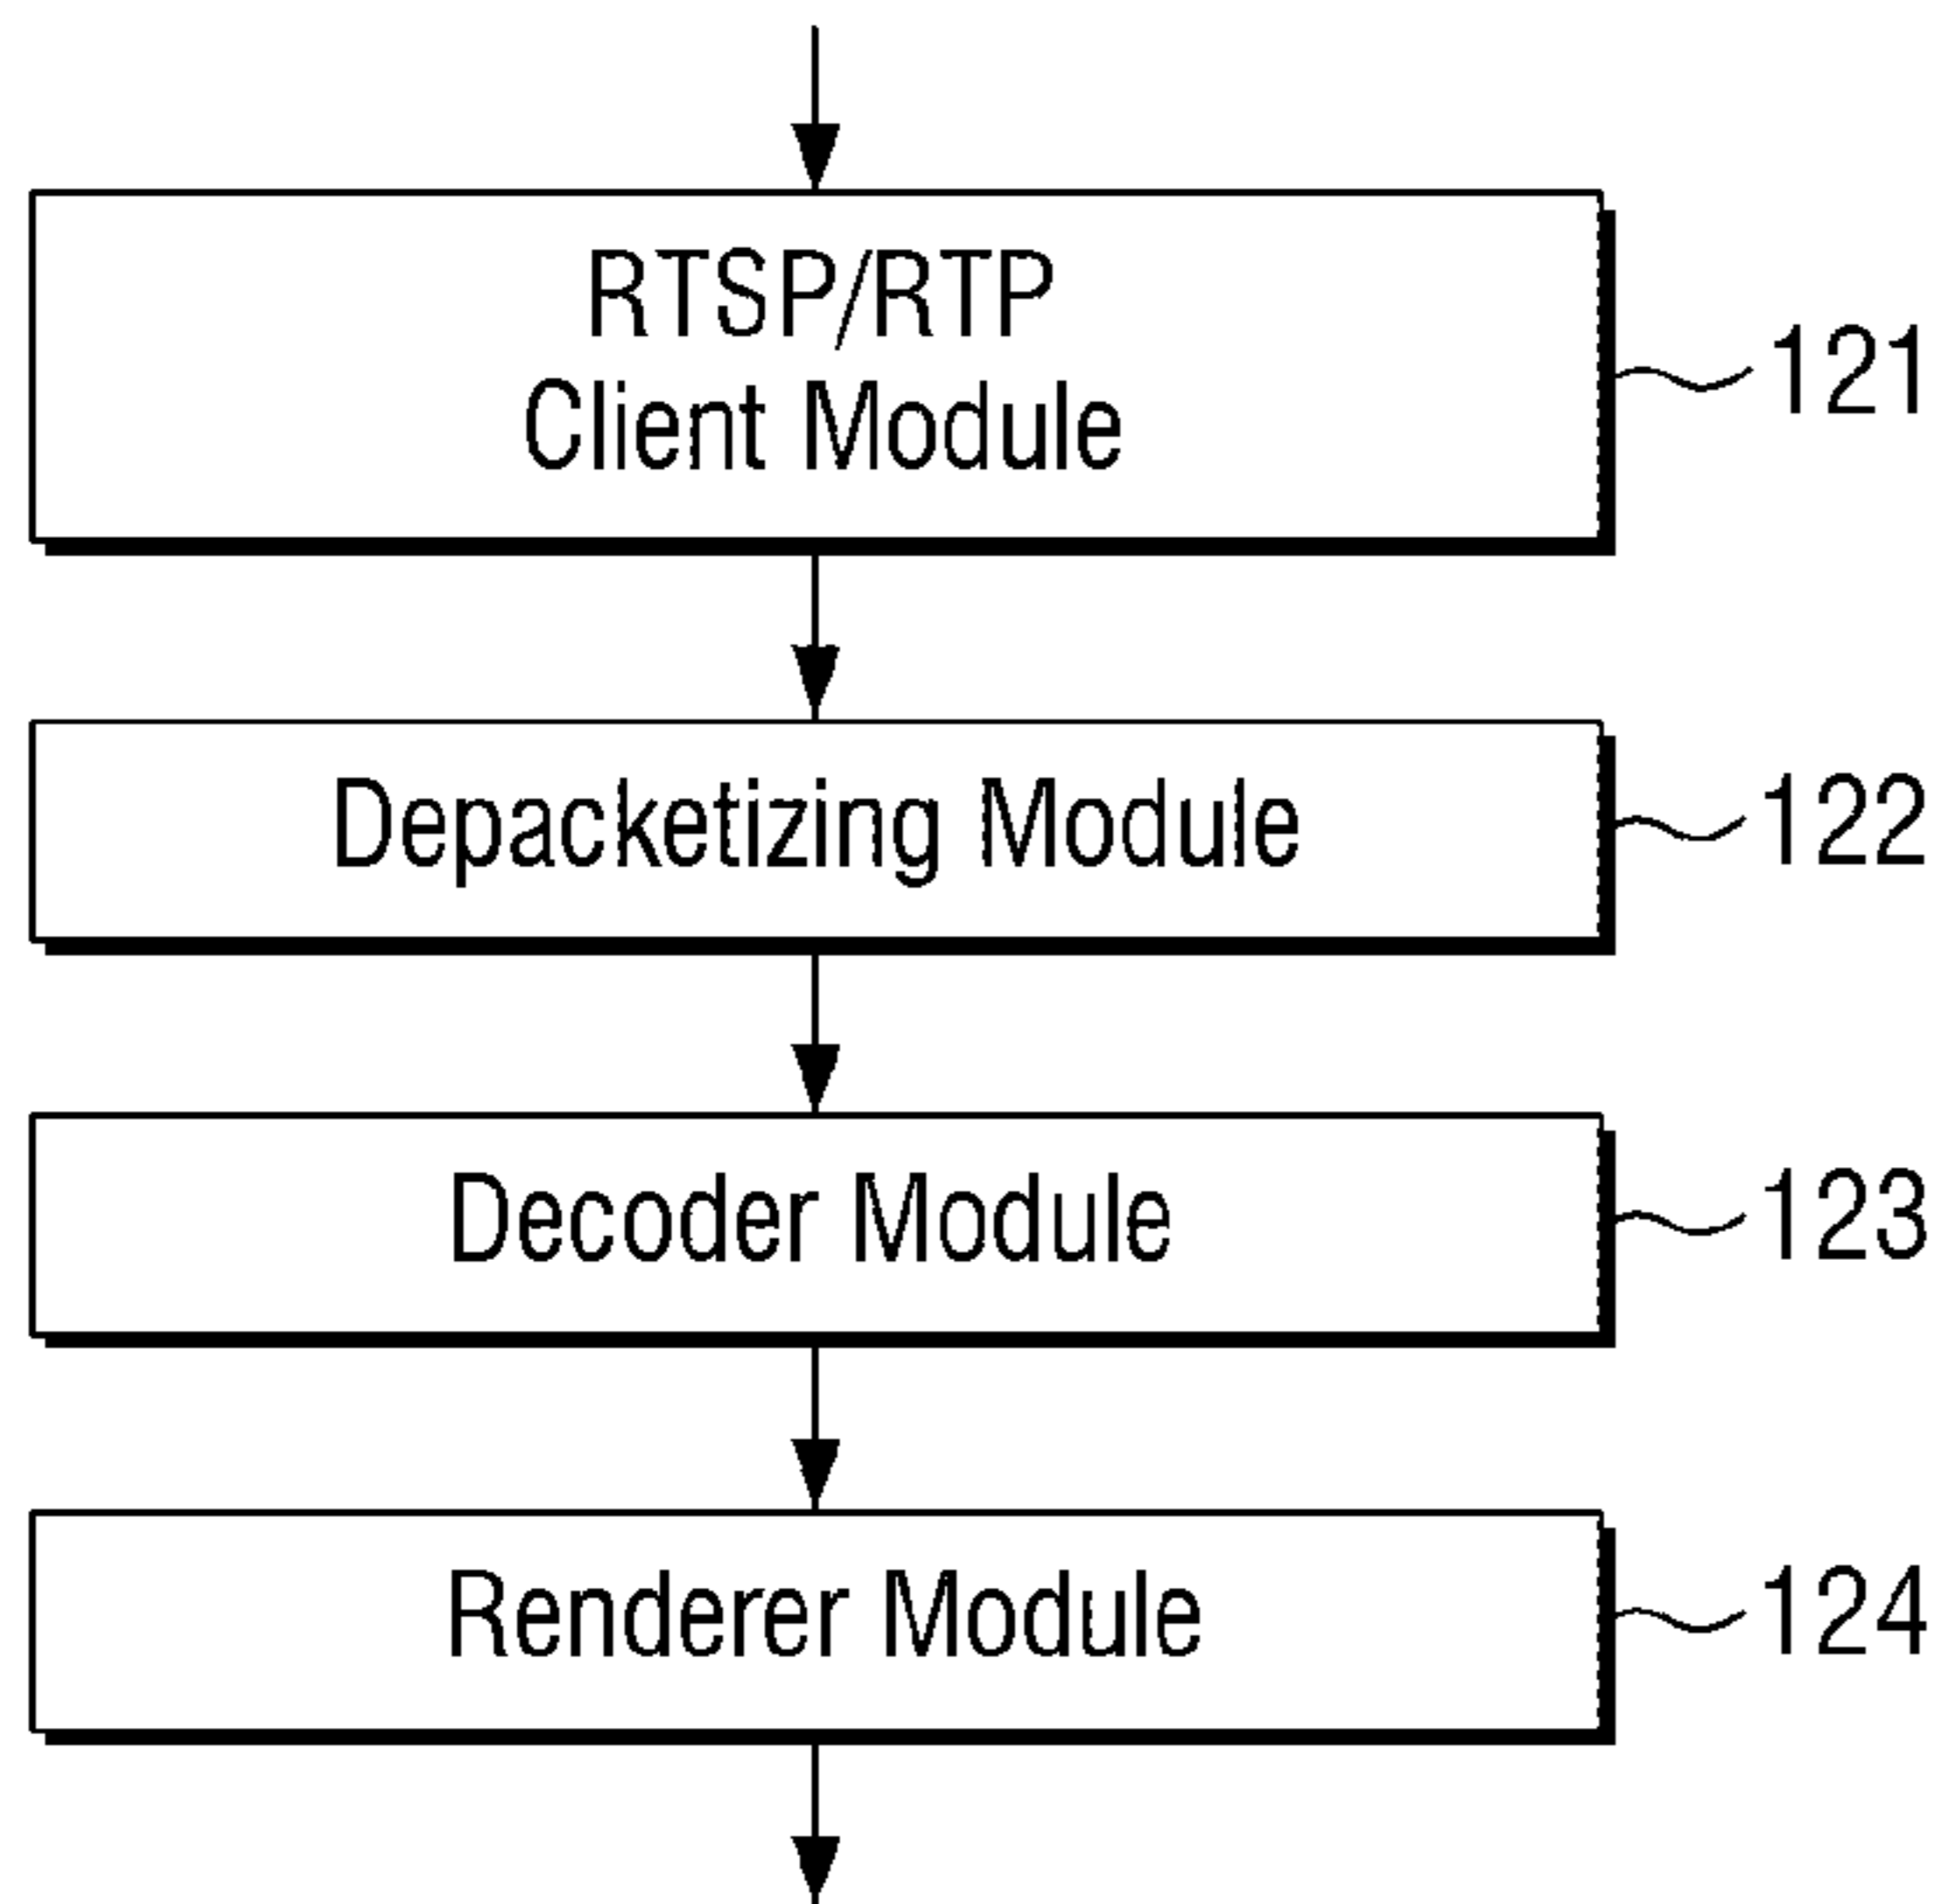 RTSP/RTP
Client Module
121
Depacketizing Module
122
Decoder Module
123
Renderer Module
124